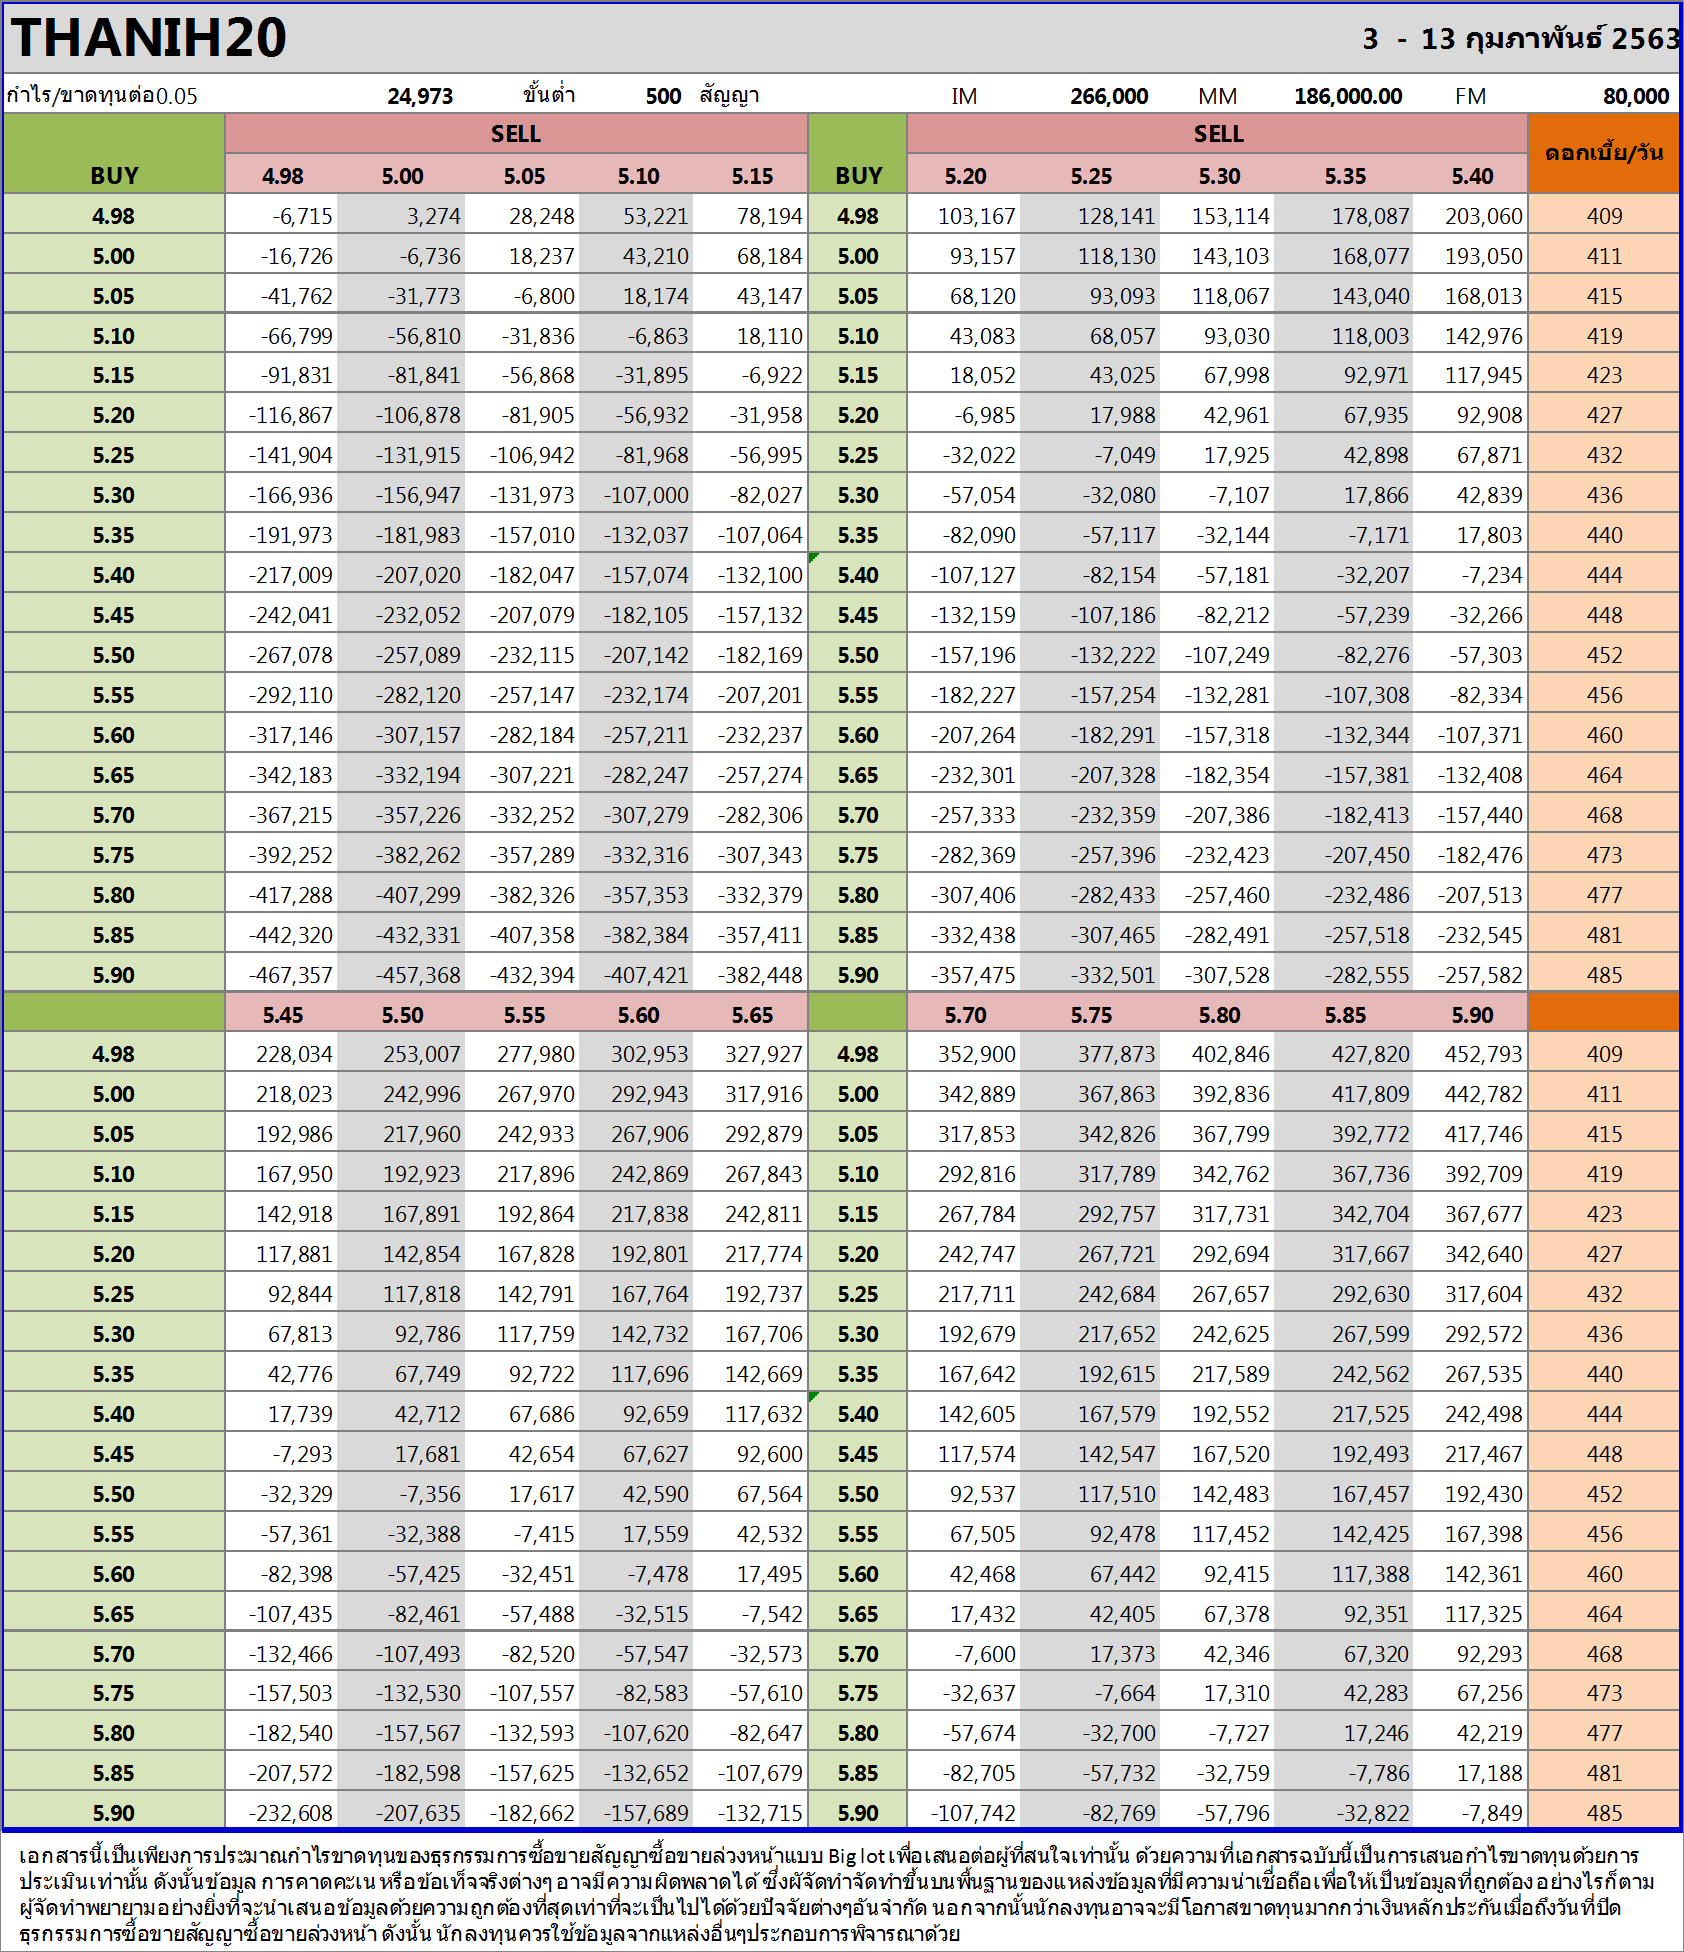 THANIH20 3 - 13 กุมภาพันธ์ 2563
กำไร/ขาดทุนต่อ0.05 24,973 ขั้นต่ำ 500 สัญญา IM 266,000 MM 186,000.00 FM 80,000
BUY SELL BUY SELL ดอกเบี้ย/วัน
4.98 5.00 5.05 5.10 5.15 5.20 5.25 5.30 5.35 5.40
4.98 -6,715 3,274 28,248 53,221 78,194 4.98 103,167 128,141 153,114 178,087 203,060 409
5.00 -16,726 -6,736 18,237 43,210 68,184 5.00 93,157 118,130 143,103 168,077 193,050 411
5.05 -41,762 -31,773 -6,800 18,174 43,147 5.05 68,120 93,093 118,067 143,040 168,013 415
5.10 -66,799 -56,810 -31,836 -6,863 18,110 5.10 43,083 68,057 93,030 118,003 142,976 419
5.15 -91,831 -81,841 -56,868 -31,895 -6,922 5.15 18,052 43,025 67,998 92,971 117,945 423
5.20 -116,867 -106,878 -81,905 -56,932 -31,958 5.20 -6,985 17,988 42,961 67,935 92,908 427
5.25 -141,904 -131,915 -106,942 -81,968 -56,995 5.25 -32,022 -7,049 17,925 42,898 67,871 432
5.30 -166,936 -156,947 -131,973 -107,000 -82,027 5.30 -57,054 -32,080 -7,107 17,866 42,839 436
5.35 -191,973 -181,983 -157,010 -132,037 -107,064 5.35 -82,090 -57,117 -32,144 -7,171 17,803 440
5.40 -217,009 -207,020 -182,047 -157,074 -132,100 5.40 -107,127 -82,154 -57,181 -32,207 -7,234 444
5.45 -242,041 -232,052 -207,079 -182,105 -157,132 5.45 -132,159 -107,186 -82,212 -57,239 -32,266 448
5.50 -267,078 -257,089 -232,115 -207,142 -182,169 5.50 -157,196 -132,222 -107,249 -82,276 -57,303 452
5.55 -292,110 -282,120 -257,147 -232,174 -207,201 5.55 -182,227 -157,254 -132,281 -107,308 -82,334 456
5.60 -317,146 -307,157 -282,184 -257,211 -232,237 5.60 -207,264 -182,291 -157,318 -132,344 -107,371 460
5.65 -342,183 -332,194 -307,221 -282,247 -257,274 5.65 -232,301 -207,328 -182,354 -157,381 -132,408 464
5.70 -367,215 -357,226 -332,252 -307,279 -282,306 5.70 -257,333 -232,359 -207,386 -182,413 -157,440 468
5.75 -392,252 -382,262 -357,289 -332,316 -307,343 5.75 -282,369 -257,396 -232,423 -207,450 -182,476 473
5.80 -417,288 -407,299 -382,326 -357,353 -332,379 5.80 -307,406 -282,433 -257,460 -232,486 -207,513 477
5.85 -442,320 -432,331 -407,358 -382,384 -357,411 5.85 -332,438 -307,465 -282,491 -257,518 -232,545 481
5.90 -467,357 -457,368 -432,394 -407,421 -382,448 5.90 -357,475 -332,501 -307,528 -282,555 -257,582 485
5.45 5.50 5.55 5.60 5.65 5.70 5.75 5.80 5.85 5.90
4.98 228,034 253,007 277,980 302,953 327,927 4.98 352,900 377,873 402,846 427,820 452,793 409
5.00 218,023 242,996 267,970 292,943 317,916 5.00 342,889 367,863 392,836 417,809 442,782 411
5.05 192,986 217,960 242,933 267,906 292,879 5.05 317,853 342,826 367,799 392,772 417,746 415
5.10 167,950 192,923 217,896 242,869 267,843 5.10 292,816 317,789 342,762 367,736 392,709 419
5.15 142,918 167,891 192,864 217,838 242,811 5.15 267,784 292,757 317,731 342,704 367,677 423
5.20 117,881 142,854 167,828 192,801 217,774 5.20 242,747 267,721 292,694 317,667 342,640 427
5.25 92,844 117,818 142,791 167,764 192,737 5.25 217,711 242,684 267,657 292,630 317,604 432
5.30 67,813 92,786 117,759 142,732 167,706 5.30 192,679 217,652 242,625 267,599 292,572 436
5.35 42,776 67,749 92,722 117,696 142,669 5.35 167,642 192,615 217,589 242,562 267,535 440
5.40 17,739 42,712 67,686 92,659 117,632 5.40 142,605 167,579 192,552 217,525 242,498 444
5.45 -7,293 17,681 42,654 67,627 92,600 5.45 117,574 142,547 167,520 192,493 217,467 448
5.50 -32,329 -7,356 17,617 42,590 67,564 5.50 92,537 117,510 142,483 167,457 192,430 452
5.55 -57,361 -32,388 -7,415 17,559 42,532 5.55 67,505 92,478 117,452 142,425 167,398 456
5.60 -82,398 -57,425 -32,451 -7,478 17,495 5.60 42,468 67,442 92,415 117,388 142,361 460
5.65 -107,435 -82,461 -57,488 -32,515 -7,542 5.65 17,432 42,405 67,378 92,351 117,325 464
5.70 -132,466 -107,493 -82,520 -57,547 -32,573 5.70 -7,600 17,373 42,346 67,320 92,293 468
5.75 -157,503 -132,530 -107,557 -82,583 -57,610 5.75 -32,637 -7,664 17,310 42,283 67,256 473
5.80 -182,540 -157,567 -132,593 -107,620 -82,647 5.80 -57,674 -32,700 -7,727 17,246 42,219 477
5.85 -207,572 -182,598 -157,625 -132,652 -107,679 5.85 -82,705 -57,732 -32,759 -7,786 17,188 481
5.90 -232,608 -207,635 -182,662 -157,689 -132,715 5.90 -107,742 -82,769 -57,796 -32,822 -7,849 485
เอกสารนี้เป็นเพียงการประมาณกำไรขาดทุนของธุรกรรมการซื้อขายสัญญาซื้อขายล่วงหน้าแบบ Big lot เพื่อเสนอต่อผู้ที่สนใจเท่านั้น ด้วยความที่เอกสารฉบับนี้เป็นการเสนอกำไรขาดทุนด้วยการ
ประเมินเท่านั้น ดังนั้นข้อมูล การคาดคะเน หรือข้อเท็จจริงต่างๆ อาจมีความผิดพลาดได้ ซึ่งผู้จัดทำจัดทำขึ้นบนพื้นฐานของแหล่งข้อมูลที่มีความน่าเชื่อถือเพื่อให้เป็นข้อมูลที่ถูกต้อง อย่างไรก็ตาม
ผู้จัดทำพยายามอย่างยิ่งที่จะนำเสนอข้อมูลด้วยความถูกต้องที่สุดเท่าที่จะเป็นไปได้ด้วยปัจจัยต่างๆอันจำกัด นอกจากนั้นนักลงทุนอาจจะมีโอกาสขาดทุนมากกว่าเงินหลักประกันเมื่อถึงวันที่ปิด
ธุรกรรมการซื้อขายสัญญาซื้อขายล่วงหน้า ดังนั้น นักลงทุนควรใช้ข้อมูลจากแหล่งอื่นๆประกอบการพิจารณาด้วย